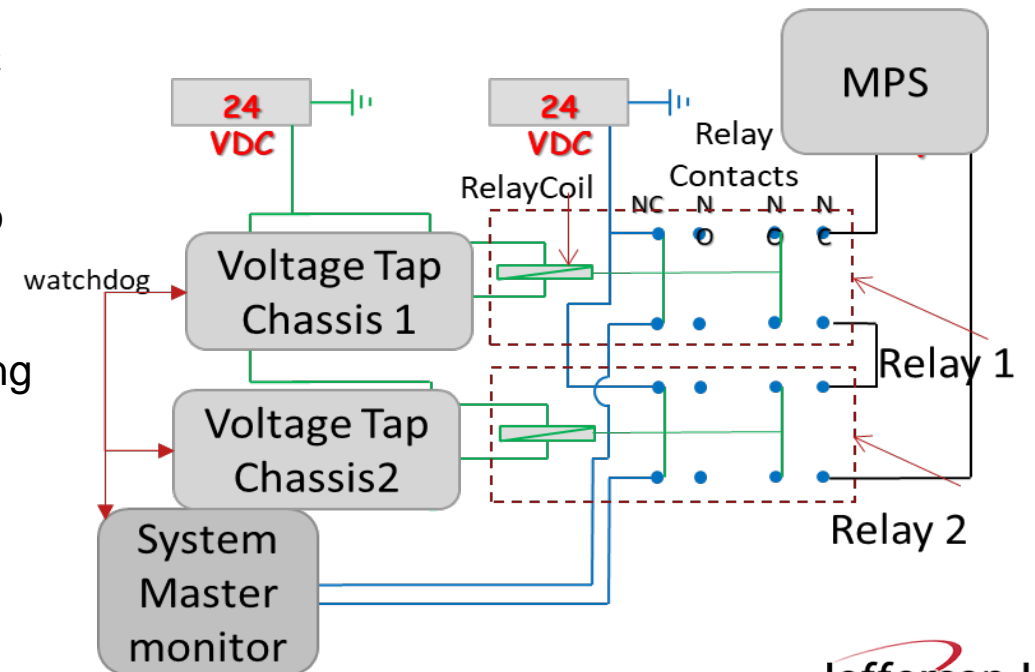 MPS
24
VDC
24
VDC
Relay
Contacts
RelayCoil
NC
N
O
N
O
N
C
watchdog
Voltage Tap
Chassis 1
ng
Relay 1
Voltage Tap
Chassis2
Relay 2
System
Master
monitor